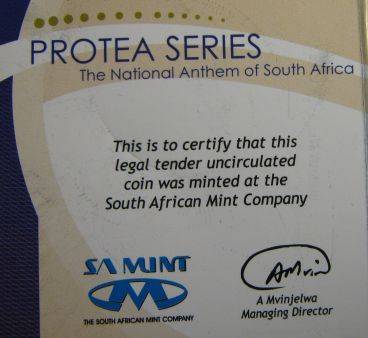 PROTEA SERIES
The National Anthem of South Africa
This is to certify that this
legal tender uncirculated
coin was minted at the
South African Mint Company
SA MINT
THE SOUTH AFRICAN MINT COMPANY
AMvin
A Mvinjelwa
Managing Director